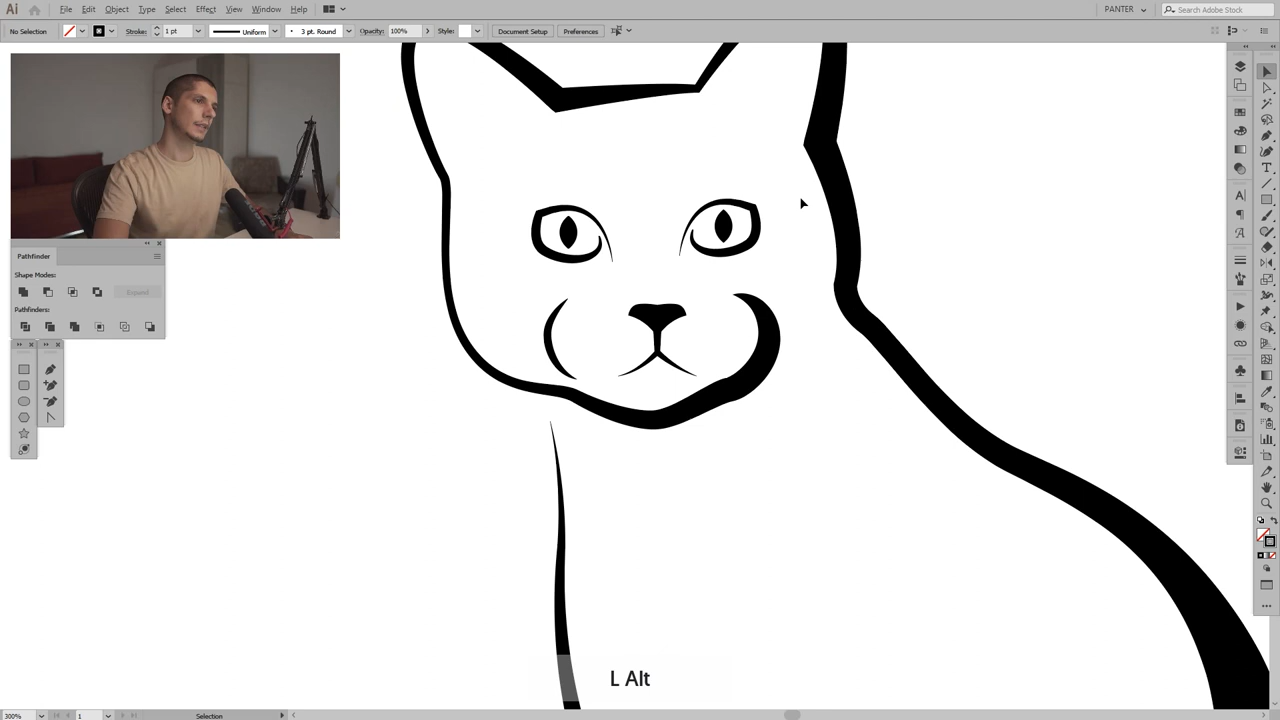 Ai File Edit Object Type Select Effect View Window Help PANTER Search Adobe Stock
No Selection Stroke: 1 pt Uniform 3 pt. Round Opacity: 100% Style: Document Setup Preferences
Pathfinder
Shape Modes:
Expand
Pathfinders:
L Alt
300% 1 Selection